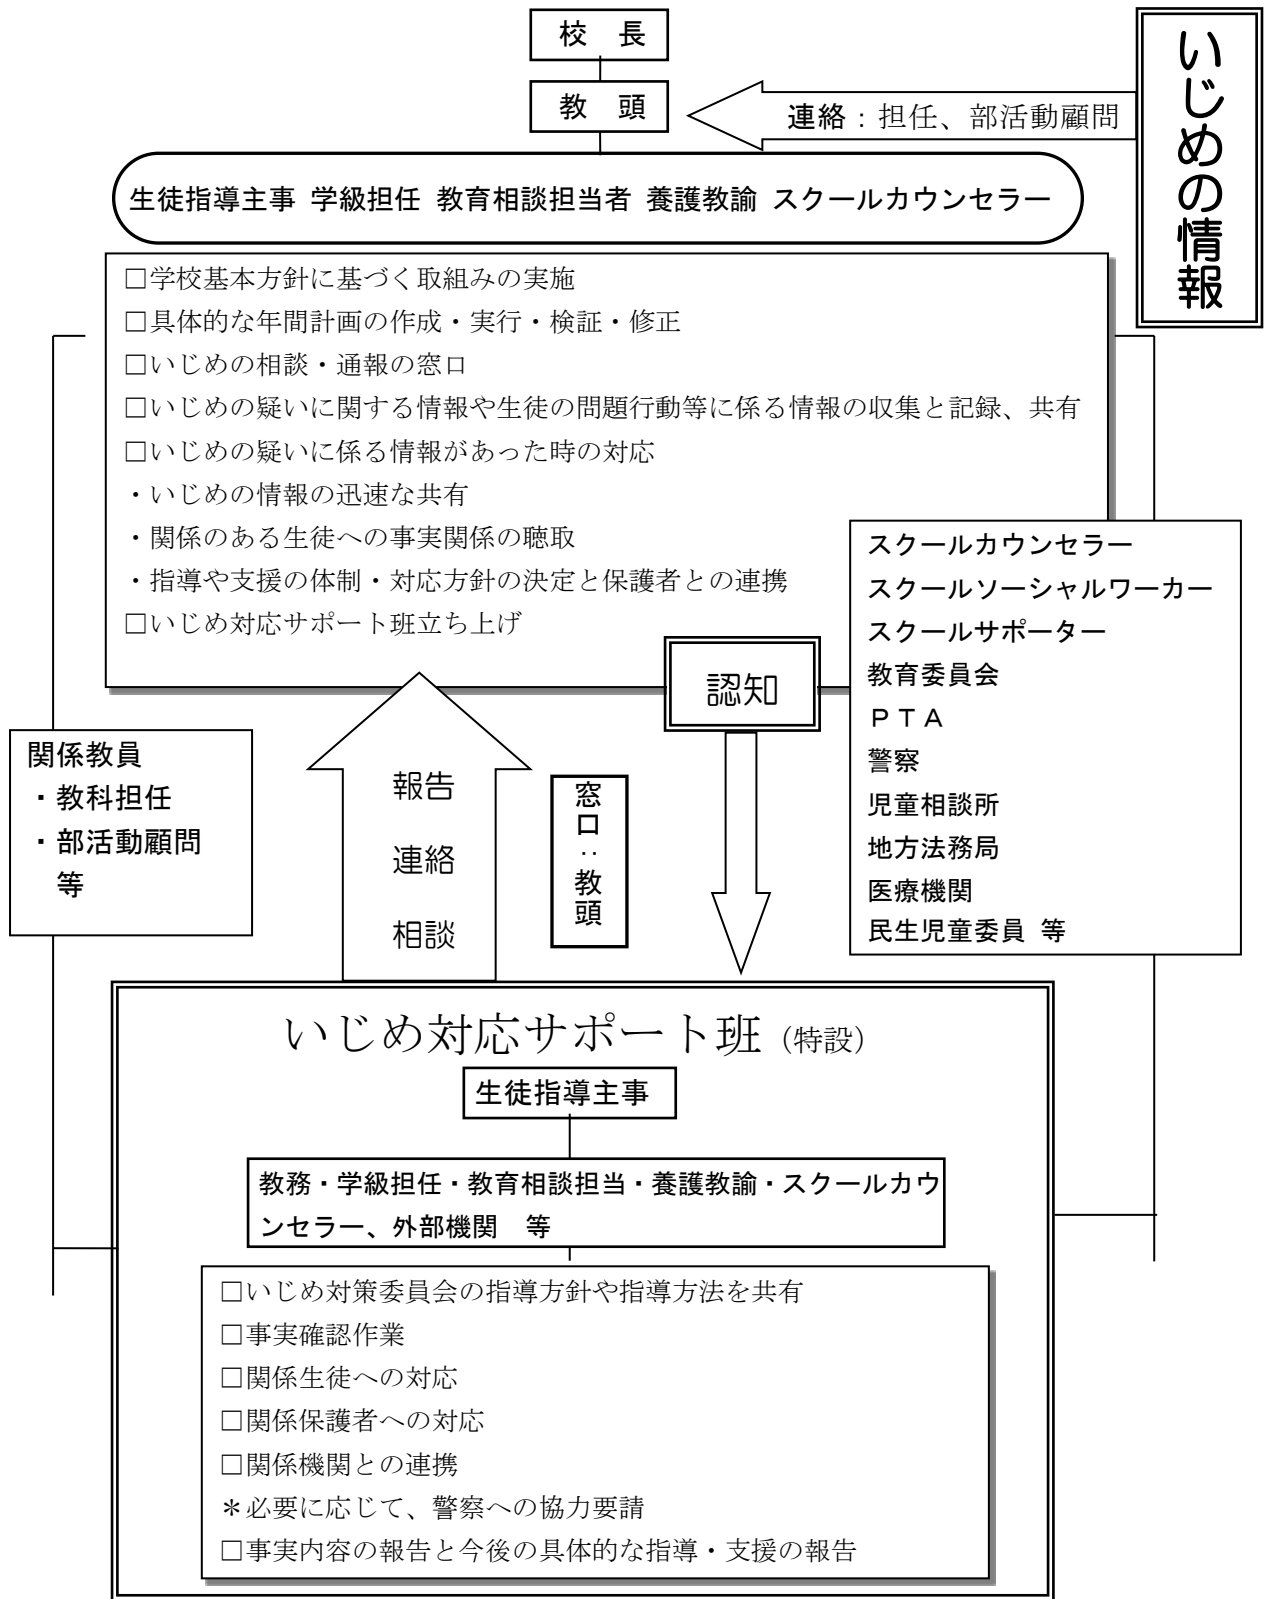 校　長
教　頭
連絡：担任、部活動顧問
いじめの情報
生徒指導主事 学級担任 教育相談担当者 養護教諭 スクールカウンセラー
□学校基本方針に基づく取組みの実施
□具体的な年間計画の作成・実行・検証・修正
□いじめの相談・通報の窓口
□いじめの疑いに関する情報や生徒の問題行動等に係る情報の収集と記録、共有
□いじめの疑いに係る情報があった時の対応
・いじめの情報の迅速な共有
・関係のある生徒への事実関係の聴取
・指導や支援の体制・対応方針の決定と保護者との連携
□いじめ対応サポート班立ち上げ
認知
スクールカウンセラー
スクールソーシャルワーカー
スクールサポーター
教育委員会
ＰＴＡ
警察
児童相談所
地方法務局
医療機関
民生児童委員 等
関係教員
・教科担任
・部活動顧問
等
報告
連絡
相談
窓口：教頭
いじめ対応サポート班（特設）
生徒指導主事
教務・学級担任・教育相談担当・養護教諭・スクールカウ
ンセラー、外部機関　等
□いじめ対策委員会の指導方針や指導方法を共有
□事実確認作業
□関係生徒への対応
□関係保護者への対応
□関係機関との連携
＊必要に応じて、警察への協力要請
□事実内容の報告と今後の具体的な指導・支援の報告